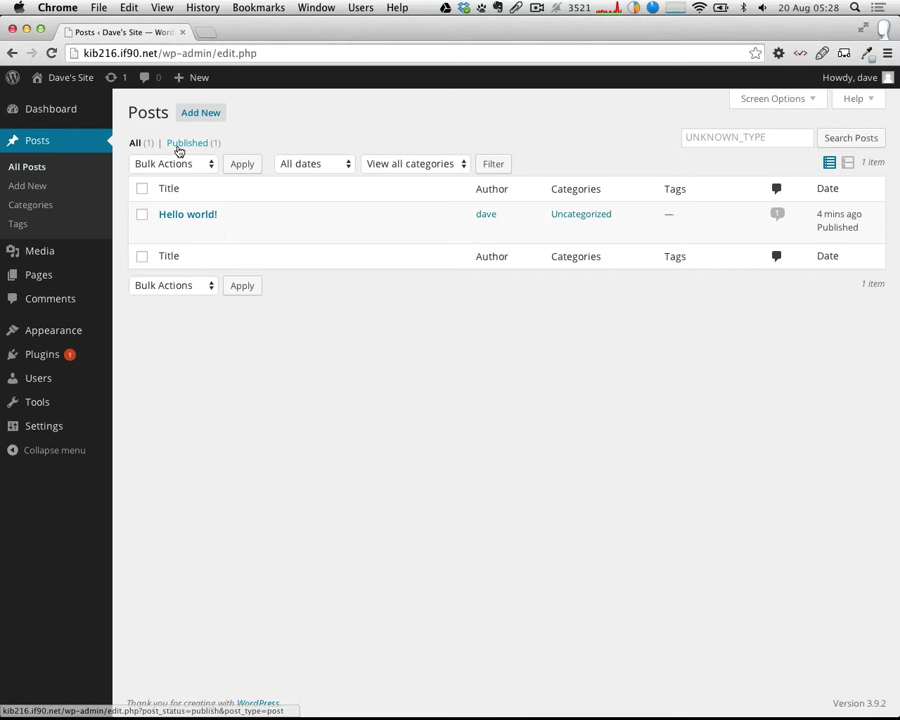 Chrome File Edit View History Bookmarks Window Users Help 3521 20 Aug 05:28
Posts ‹ Dave's Site — Word
kib216.if90.net/wp-admin/edit.php
Dave's Site 1 0 New Howdy, dave
Dashboard
Posts
All Posts
Add New
Categories
Tags
Media
Pages
Comments
Appearance
Plugins 1
Users
Tools
Settings
Collapse menu
Screen Options Help
Posts Add New
All (1) | Published (1)
UNKNOWN_TYPE Search Posts
Bulk Actions Apply All dates View all categories Filter 1 item
Title Author Categories Tags Date
Hello world! dave Uncategorized — 1 4 mins ago
Published
Title Author Categories Tags Date
Bulk Actions Apply 1 item
Thank you for creating with WordPress. Version 3.9.2
kib216.if90.net/wp-admin/edit.php?post_status=publish&post_type=post